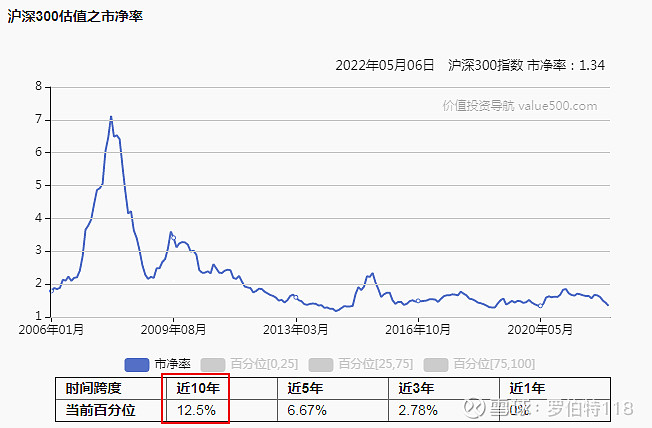 沪深300估值之市净率
2022年05月06日 沪深300指数 市净率：1.34
价值投资导航 value500.com
8
7
6
5
4
3
2
1
2006年01月 2009年08月 2013年03月 2016年10月 2020年05月
市净率 百分位[0,25] 百分位[25,75] 百分位[75,100]
时间跨度 近10年 近5年 近3年 近1年
当前百分位 12.5% 6.67% 2.78% 0%
雪球：罗伯特118